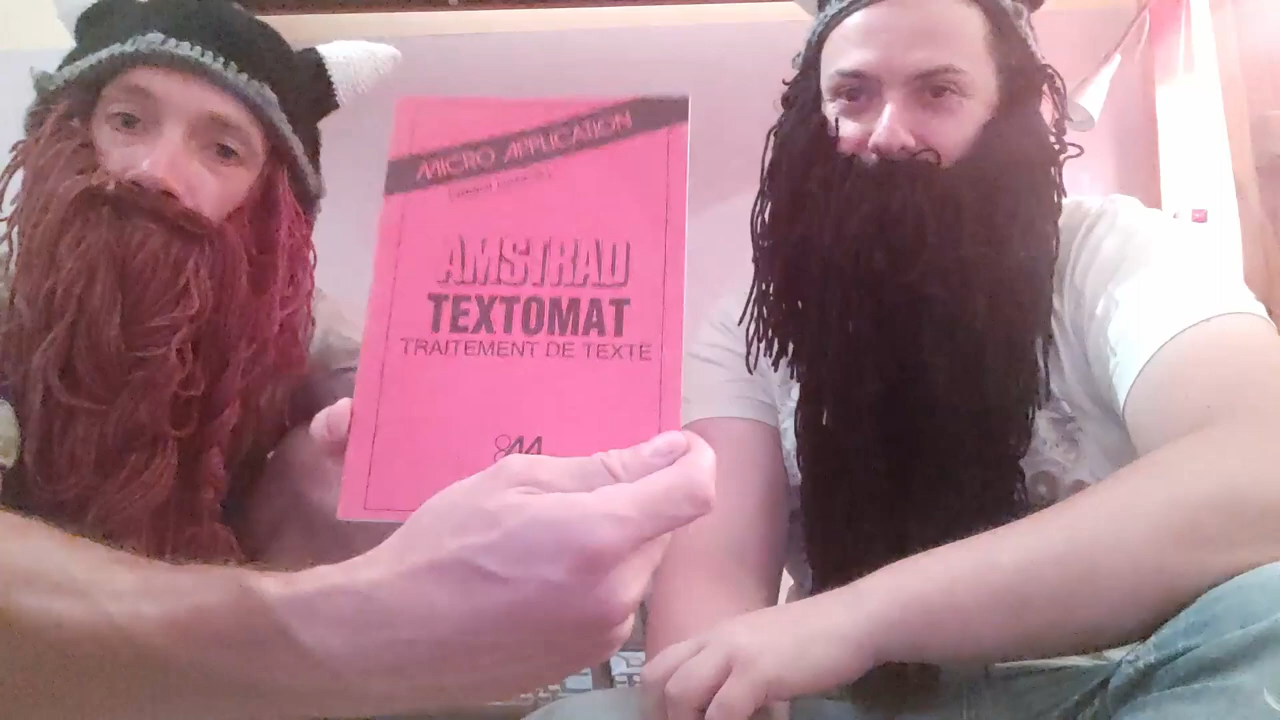 MICRO APPLICATION
AMSTRAD
TEXTOMAT
TRAITEMENT DE TEXTE